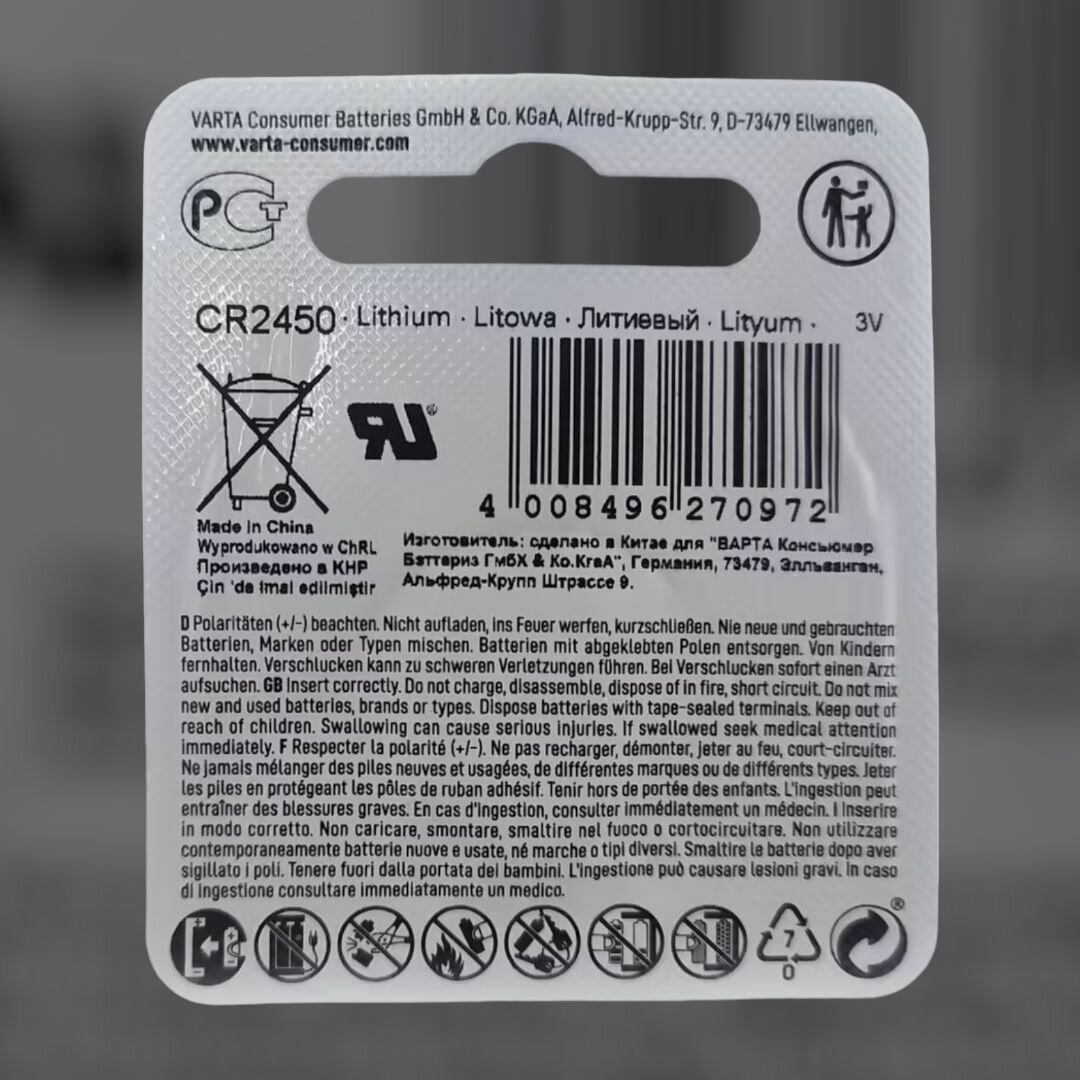 VARTA Consumer Batteries GmbH & Co. KGaA, Alfred-Krupp-Str. 9, D-73479 Ellwangen,
www.varta-consumer.com
PCT
CR2450 · Lithium · Litowa · Литиевый · Lityum · 3V
UR®
4 008496 270972
Made in China
Wyprodukowano w ChRL
Произведено в КНР
Çin 'de imal edilmiştir
Изготовитель: сделано в Китае для "ВАРТА Консьюмер
Бэттериз ГмбХ & Ко.КгаА", Германия, 73479, Элльванген,
Альфред-Крупп Штрассе 9.
D Polaritäten (+/-) beachten. Nicht aufladen, ins Feuer werfen, kurzschließen. Nie neue und gebrauchten
Batterien, Marken oder Typen mischen. Batterien mit abgeklebten Polen entsorgen. Von Kindern
fernhalten. Verschlucken kann zu schweren Verletzungen führen. Bei Verschlucken sofort einen Arzt
aufsuchen. GB Insert correctly. Do not charge, disassemble, dispose of in fire, short circuit. Do not mix
new and used batteries, brands or types. Dispose batteries with tape-sealed terminals. Keep out of
reach of children. Swallowing can cause serious injuries. If swallowed seek medical attention
immediately. F Respecter la polarité (+/-). Ne pas recharger, démonter, jeter au feu, court-circuiter.
Ne jamais mélanger des piles neuves et usagées, de différentes marques ou de différents types. Jeter
les piles en protégeant les pôles de ruban adhésif. Tenir hors de portée des enfants. L'ingestion peut
entraîner des blessures graves. En cas d'ingestion, consulter immédiatement un médecin. I Inserire
in modo corretto. Non caricare, smontare, smaltire nel fuoco o cortocircuitare. Non utilizzare
contemporaneamente batterie nuove e usate, né marche o tipi diversi. Smaltire le batterie dopo aver
sigillato i poli. Tenere fuori dalla portata dei bambini. L'ingestione può causare lesioni gravi. In caso
di ingestione consultare immediatamente un medico.
7
O
®